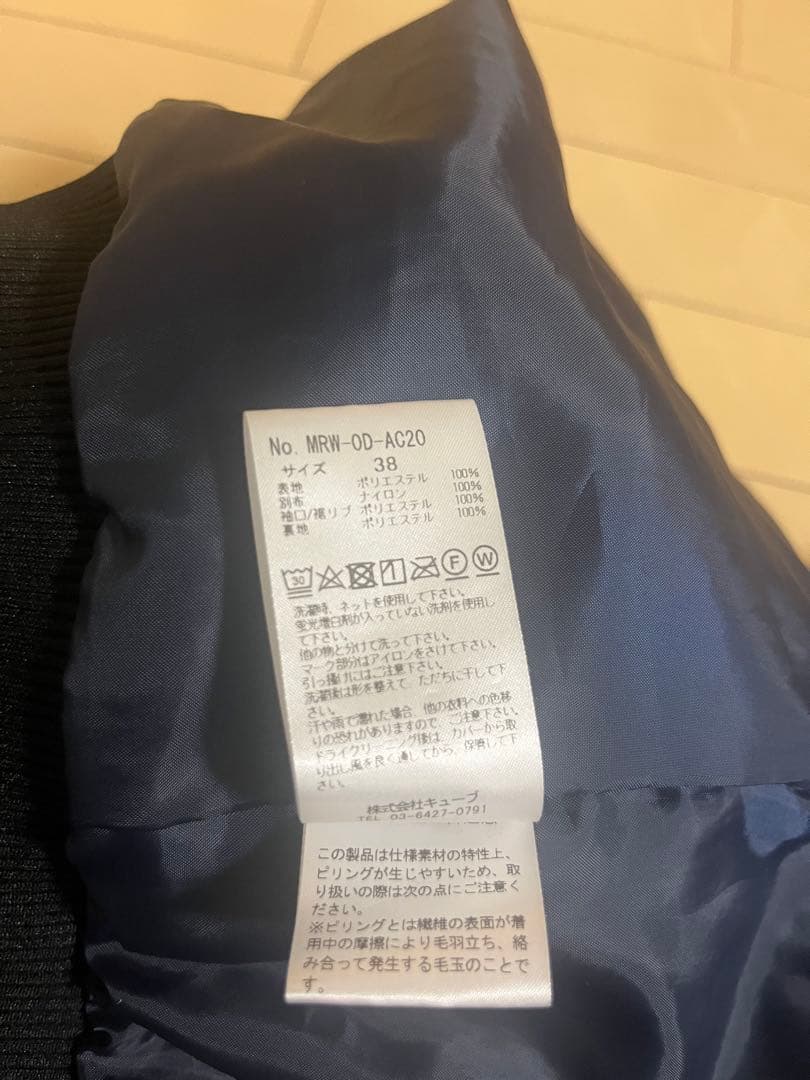 No. MRW-OD-AC20
サイズ 38
表地 ポリエステル 100%
別布 ナイロン 100%
袖口/裾リブ ポリエステル 100%
裏地 ポリエステル 100%
30 F W
洗濯時、ネットを使用して下さい。
蛍光増白剤が入っていない洗剤を使用し
て下さい。
他の物と分けて洗って下さい。
マーク部分はアイロンをさけて下さい。
引っ掛けにはご注意下さい。
洗濯後は形を整えて、ただちに干して下
さい。
汗や雨で濡れた場合、他の衣料への色移
りの恐れがありますので、ご注意下さい。
ドライクリーニング後は、カバーから取
り出し風を良く通してから、保管して下
さい。
株式会社キューブ
TEL 03-6427-0791
この製品は仕様素材の特性上、
ピリングが生じやすいため、取
り扱いの際は次の点にご注意く
ださい。
※ピリングとは繊維の表面が着
用中の摩擦により毛羽立ち、絡
み合って発生する毛玉のことで
す。